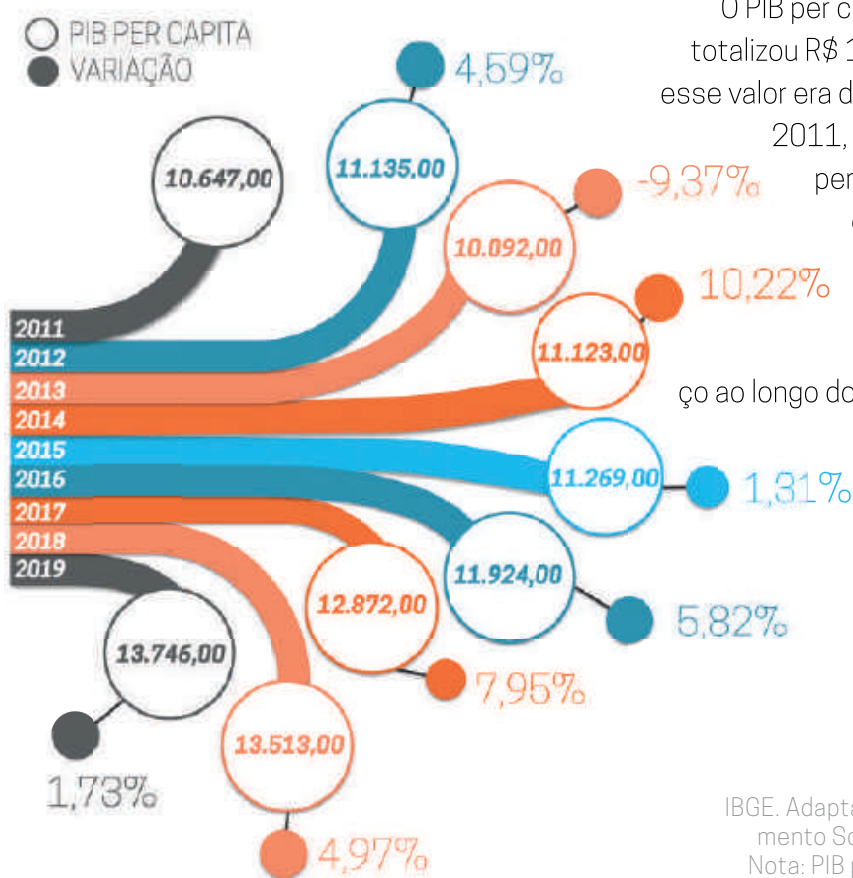 PIB PER CAPITA
VARIAÇÃO
O PIB per c
totalizou R$ 1
esse valor era d
2011,
per
ço ao longo do
10.647,00
4,59%
11.135,00
-9,37%
10.092,00
10,22%
11.123,00
2011
2012
2013
2014
2015
2016
2017
2018
2019
11.269,00
1,31%
11.924,00
5,82%
12.872,00
7,95%
13.746,00
1,73%
13.513,00
4,97%
IBGE. Adapta
mento So
Nota: PIB p